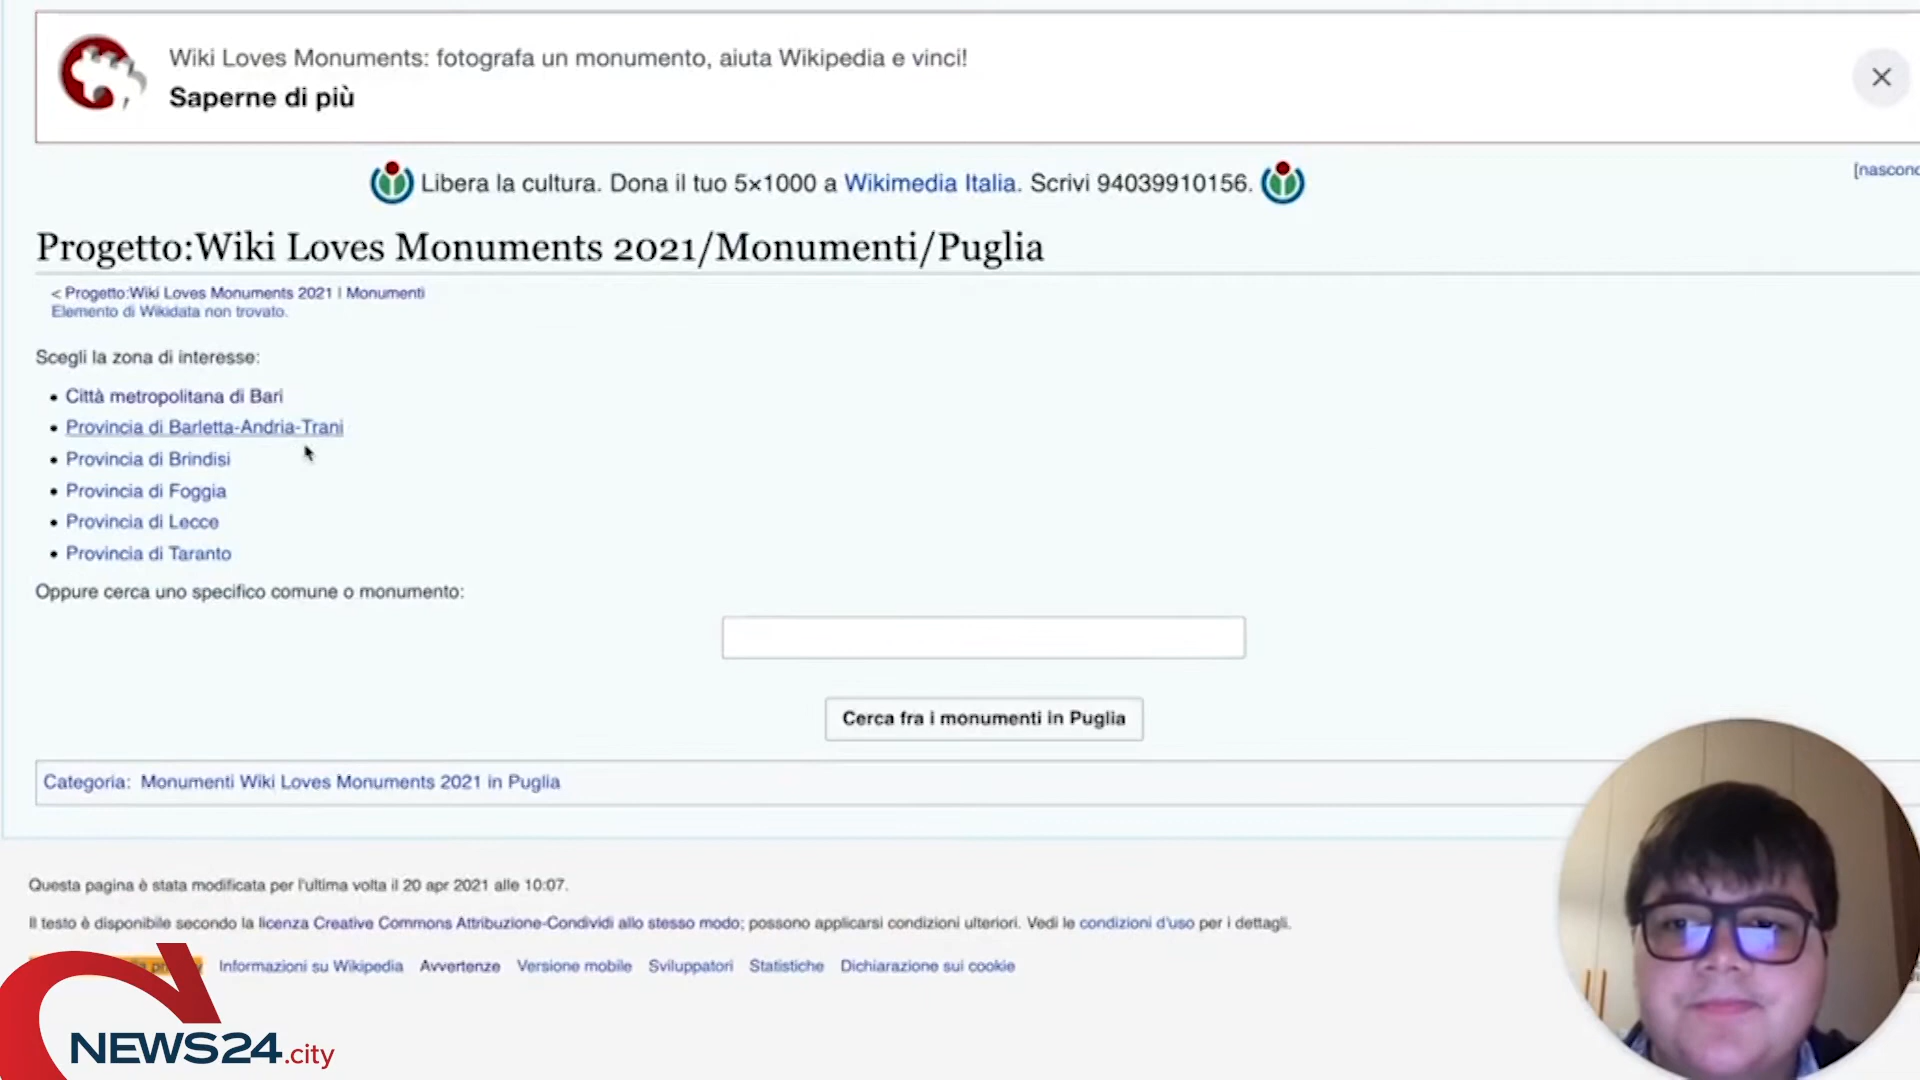 Wiki Loves Monuments: fotografa un monumento, aiuta Wikipedia e vinci!
Saperne di più
Libera la cultura. Dona il tuo 5×1000 a Wikimedia Italia. Scrivi 94039910156.
[nascond
Progetto:Wiki Loves Monuments 2021/Monumenti/Puglia
< Progetto:Wiki Loves Monuments 2021 | Monumenti
Elemento di Wikidata non trovato.
Scegli la zona di interesse:
• Città metropolitana di Bari
• Provincia di Barletta-Andria-Trani
• Provincia di Brindisi
• Provincia di Foggia
• Provincia di Lecce
• Provincia di Taranto
Oppure cerca uno specifico comune o monumento:
Cerca fra i monumenti in Puglia
Categoria: Monumenti Wiki Loves Monuments 2021 in Puglia
Questa pagina è stata modificata per l'ultima volta il 20 apr 2021 alle 10:07.
Il testo è disponibile secondo la licenza Creative Commons Attribuzione-Condividi allo stesso modo; possono applicarsi condizioni ulteriori. Vedi le condizioni d'uso per i dettagli.
Informazioni su Wikipedia Avvertenze Versione mobile Sviluppatori Statistiche Dichiarazione sui cookie
NEWS24.city